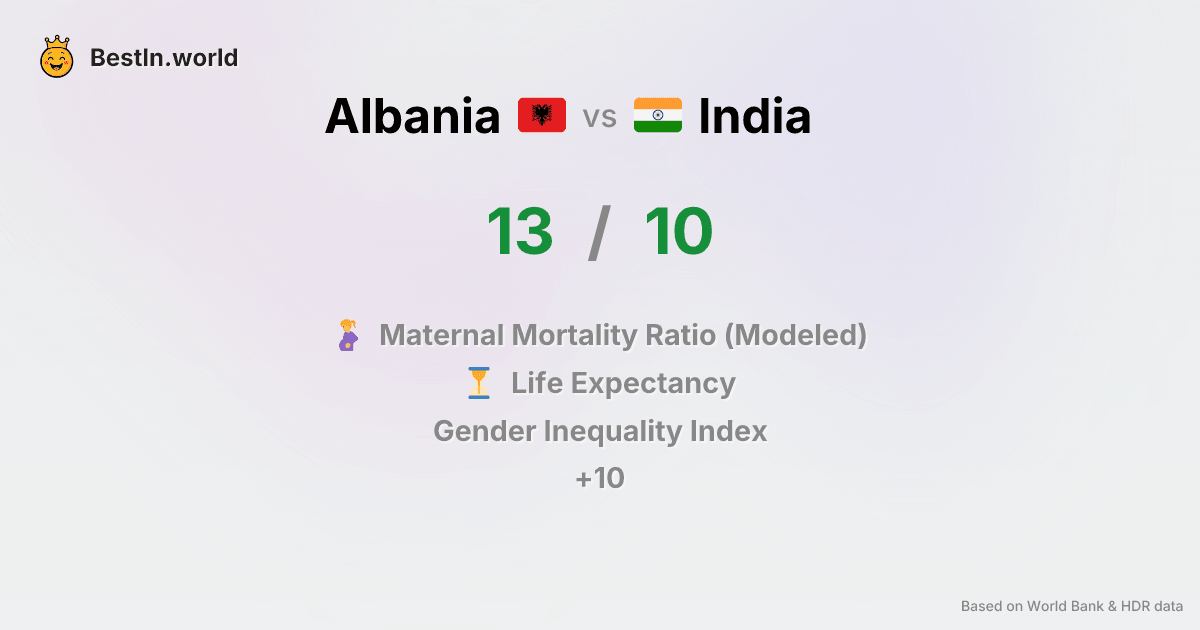 BestIn.world
Albania vs India
13 / 10
Maternal Mortality Ratio (Modeled)
Life Expectancy
Gender Inequality Index
+10
Based on World Bank & HDR data